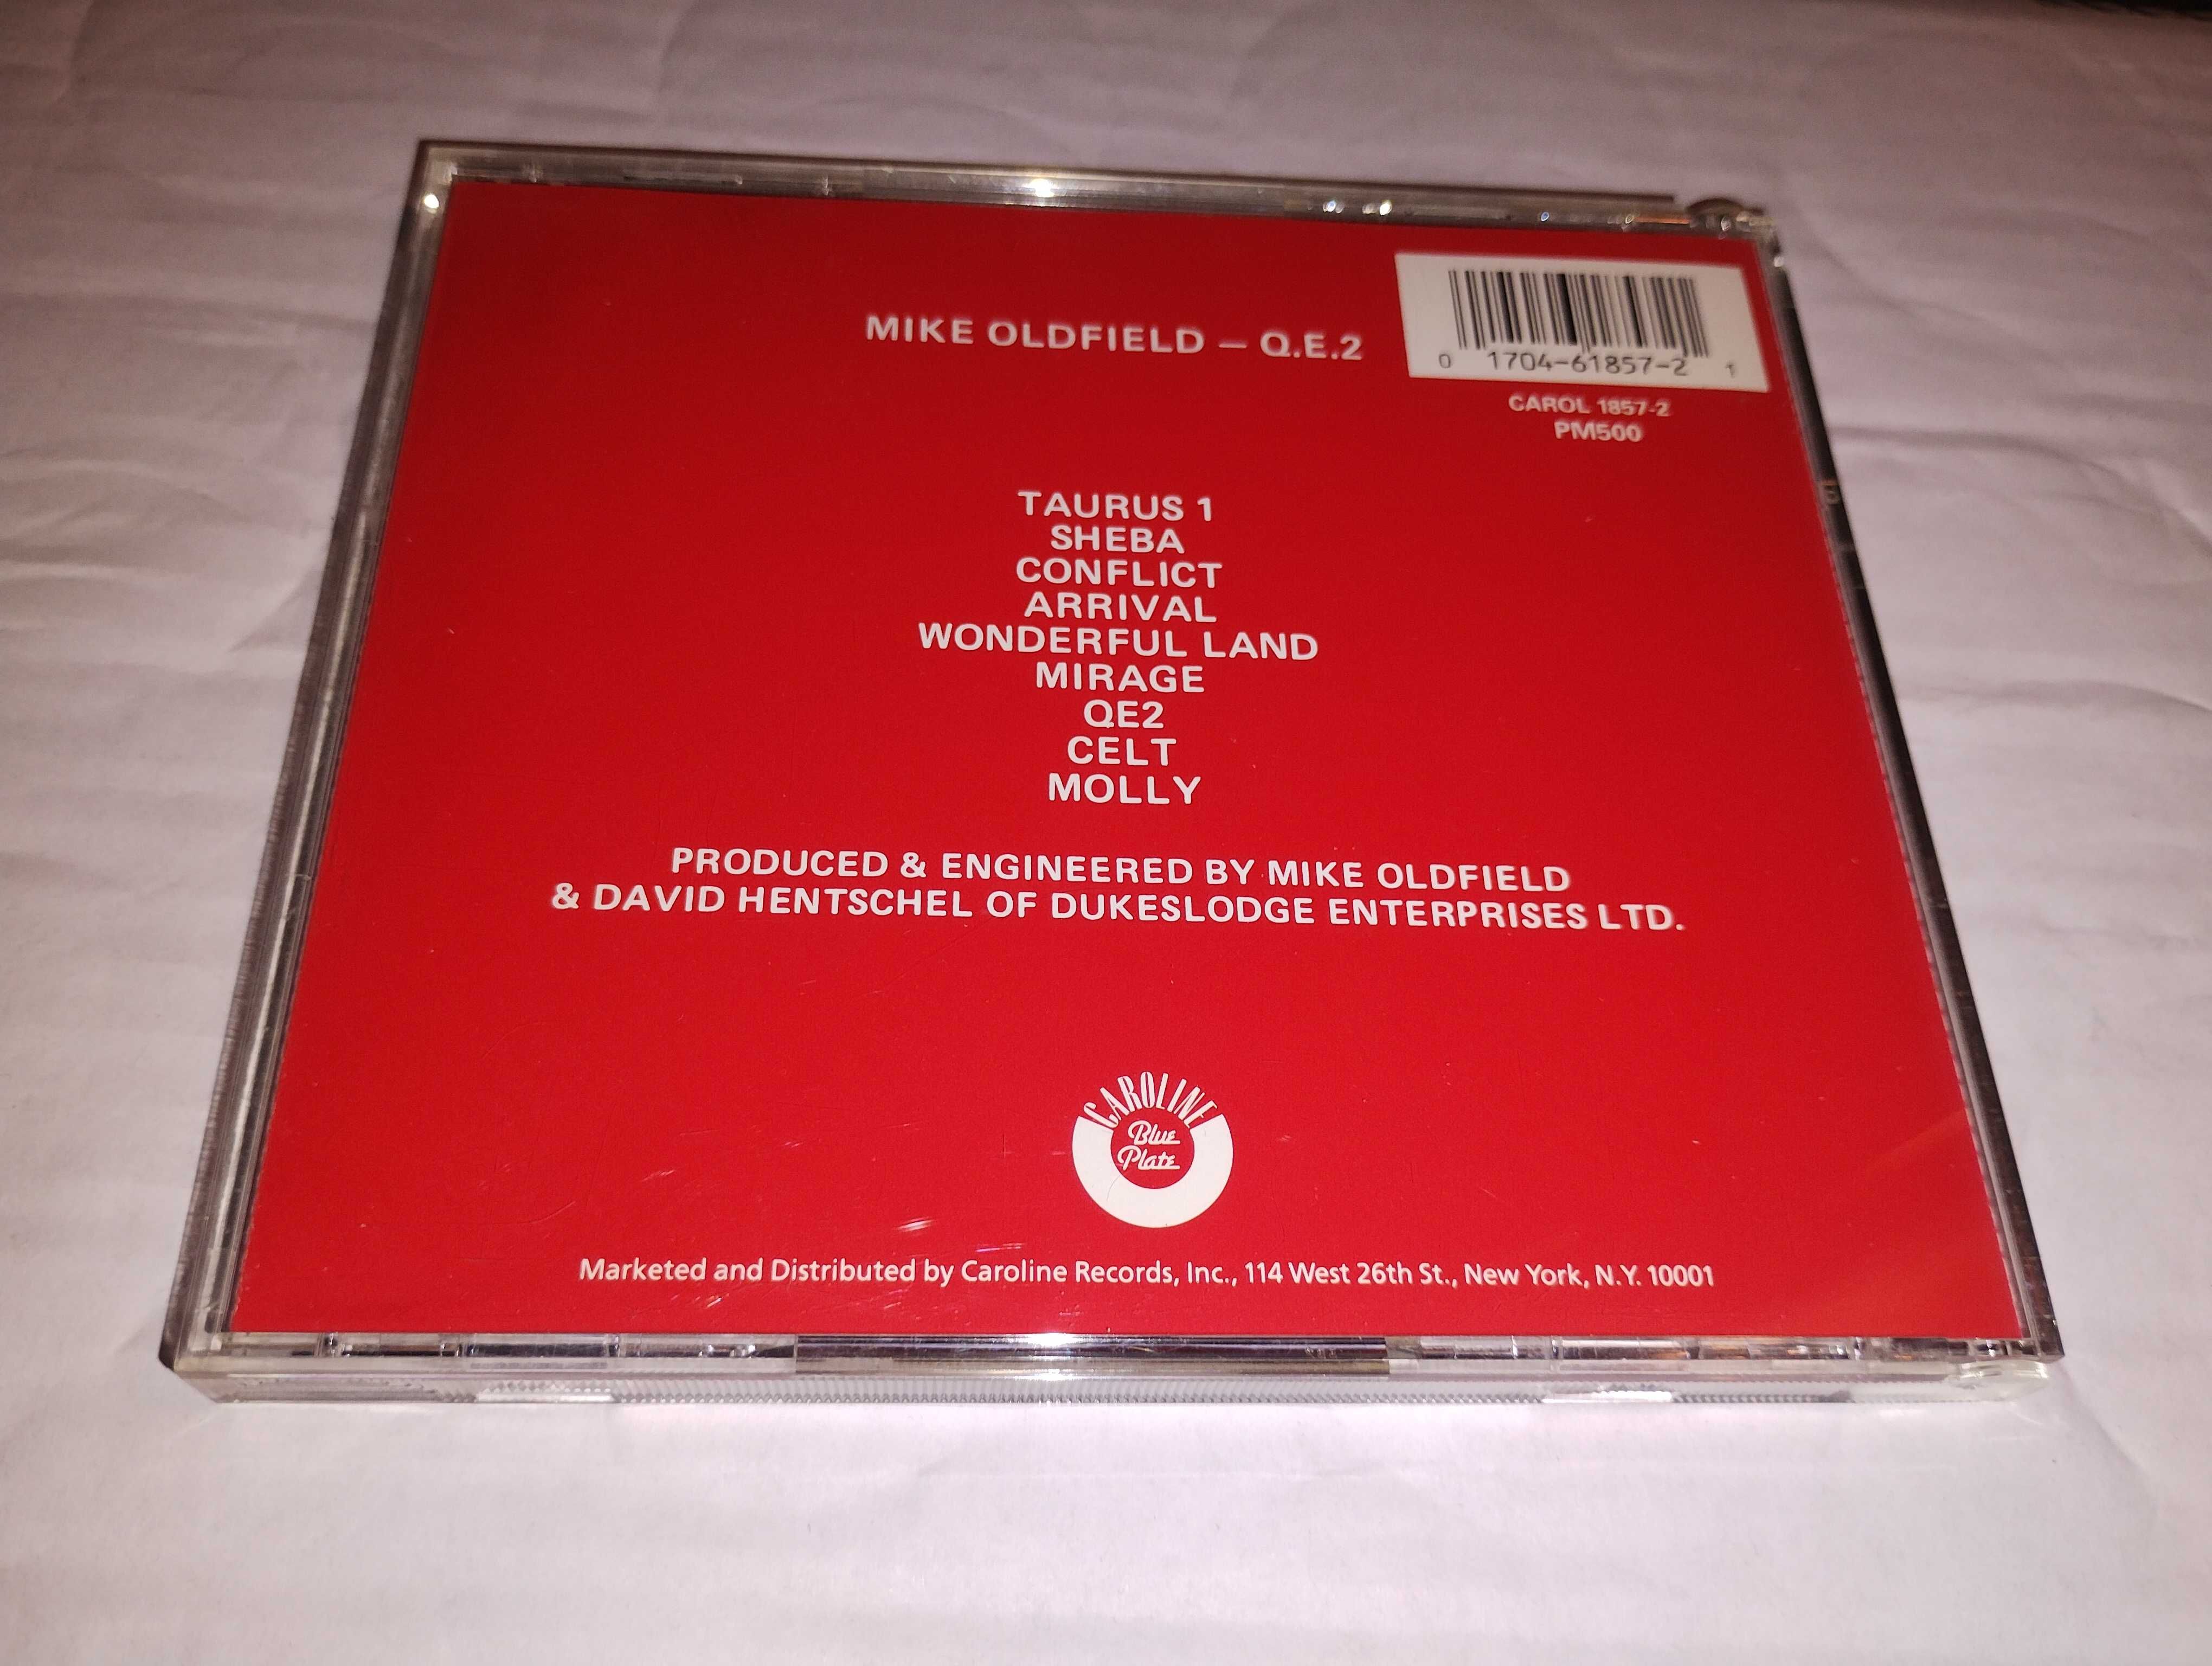 MIKE OLDFIELD — Q.E.2
0 1704-61857-2 1
CAROL 1857-2
PM500
TAURUS 1
SHEBA
CONFLICT
ARRIVAL
WONDERFUL LAND
MIRAGE
QE2
CELT
MOLLY
PRODUCED & ENGINEERED BY MIKE OLDFIELD
& DAVID HENTSCHEL OF DUKESLODGE ENTERPRISES LTD.
CAROLINE
Blue
Plate
Marketed and Distributed by Caroline Records, Inc., 114 West 26th St., New York, N.Y. 10001